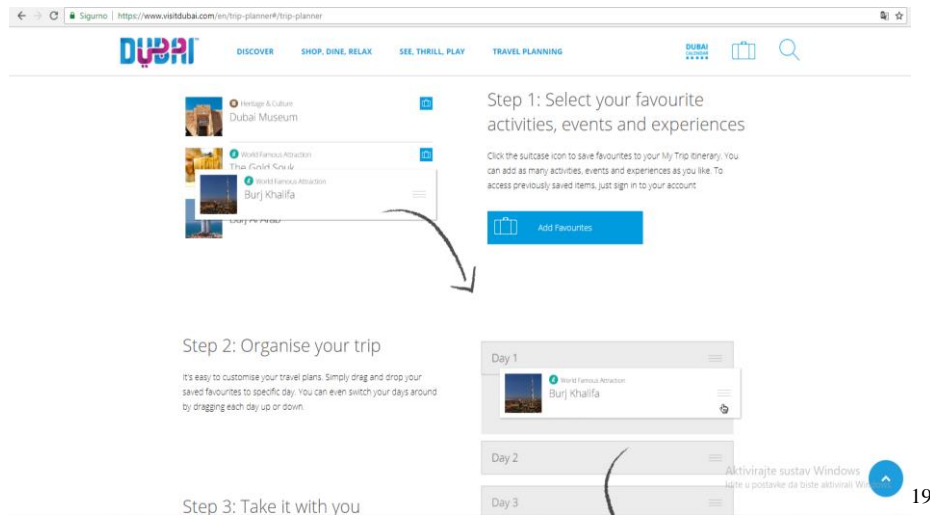 Sigurno | https://www.visitdubai.com/en/trip-planner#/trip-planner
DUBAI
DISCOVER
SHOP, DINE, RELAX
SEE, THRILL, PLAY
TRAVEL PLANNING
DUBAI
CALENDAR
Heritage & Culture
Dubai Museum
World Famous Attraction
The Gold Souk
World Famous Attraction
Burj Khalifa
Burj Al Arab
Step 1: Select your favourite
activities, events and experiences
Click the suitcase icon to save favourites to your My Trip itinerary. You
can add as many activities, events and experiences as you like. To
access previously saved items, just sign in to your account
Add Favourites
Step 2: Organise your trip
It's easy to customise your travel plans. Simply drag and drop your
saved favourites to specific day. You can even switch your days around
by dragging each day up or down.
Day 1
World Famous Attraction
Burj Khalifa
Day 2
Day 3
Step 3: Take it with you
Aktivirajte sustav Windows
Idite u postavke da biste aktivirali Windows.
19